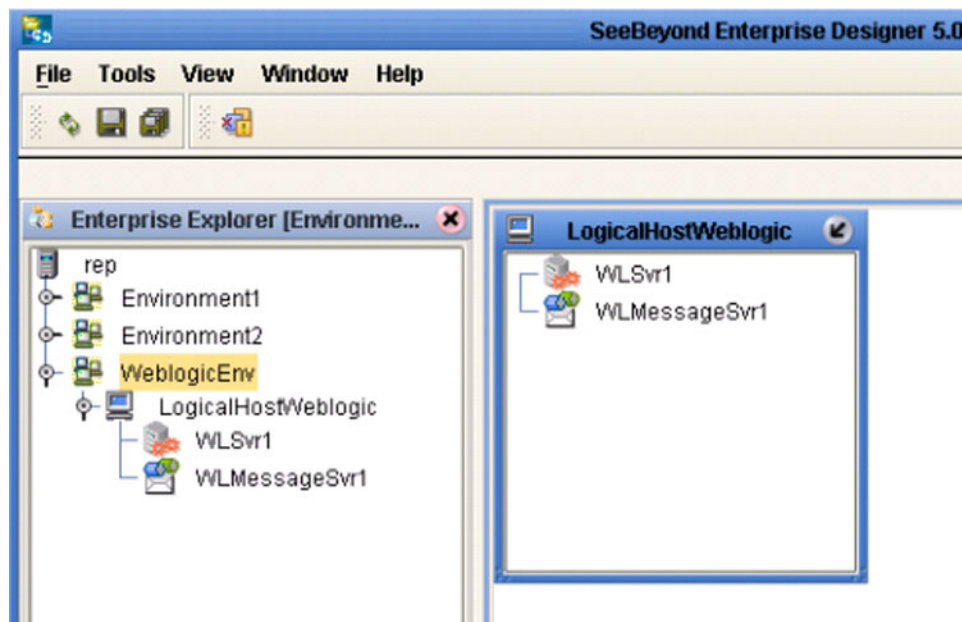 SeeBeyond Enterprise Designer 5.0
File Tools View Window Help
Enterprise Explorer [Environme...
rep
Environment1
Environment2
WeblogicEnv
LogicalHostWeblogic
WLSvr1
WLMessageSvr1
LogicalHostWeblogic
WLSvr1
WLMessageSvr1